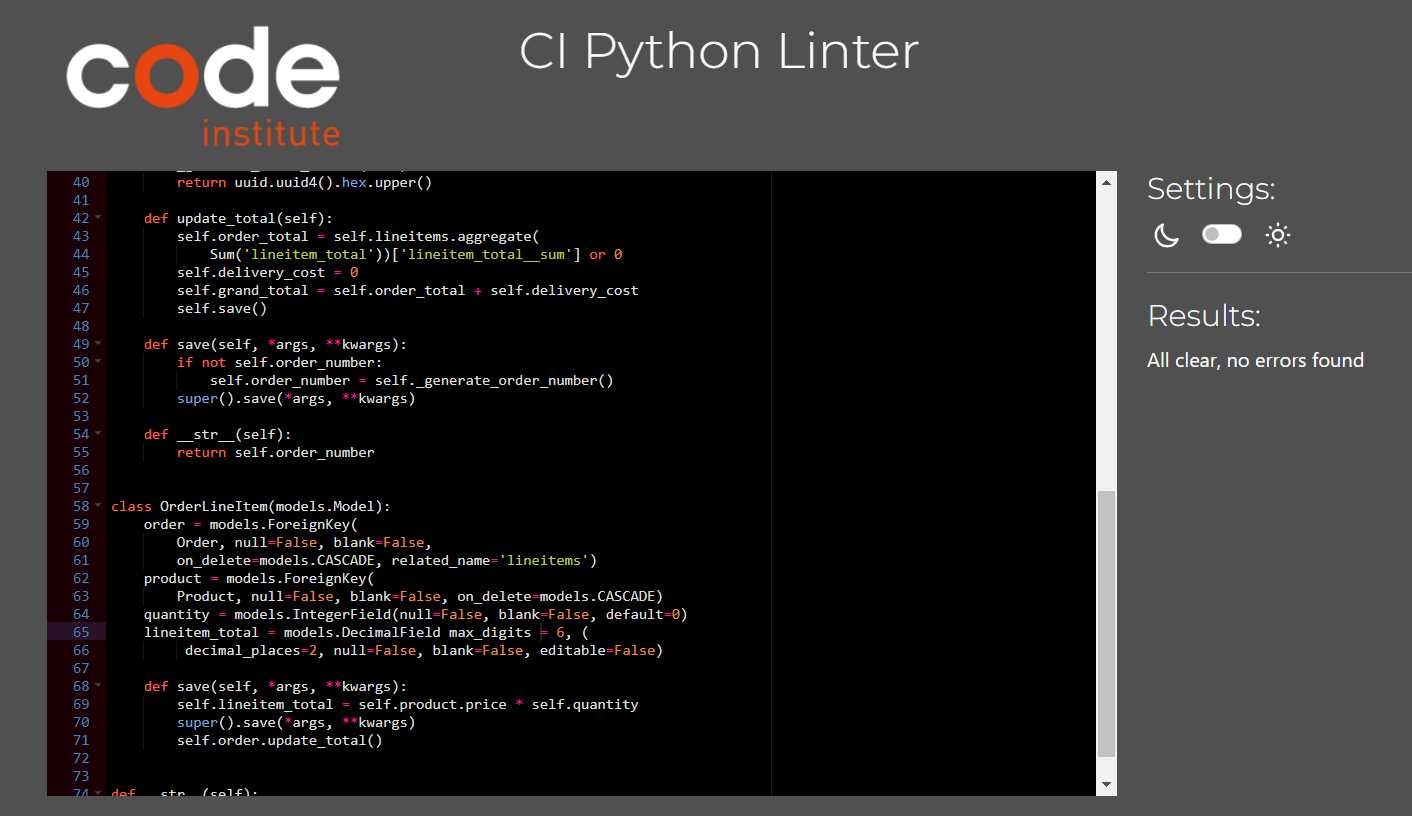 code
institute
CI Python Linter
40 return uuid.uuid4().hex.upper()
41
42 def update_total(self):
43 self.order_total = self.lineitems.aggregate(
44 Sum('lineitem_total'))['lineitem_total__sum'] or 0
45 self.delivery_cost = 0
46 self.grand_total = self.order_total + self.delivery_cost
47 self.save()
48
49 def save(self, *args, **kwargs):
50 if not self.order_number:
51 self.order_number = self._generate_order_number()
52 super().save(*args, **kwargs)
53
54 def __str__(self):
55 return self.order_number
56
57
58 class OrderLineItem(models.Model):
59 order = models.ForeignKey(
60 Order, null=False, blank=False,
61 on_delete=models.CASCADE, related_name='lineitems')
62 product = models.ForeignKey(
63 Product, null=False, blank=False, on_delete=models.CASCADE)
64 quantity = models.IntegerField(null=False, blank=False, default=0)
65 lineitem_total = models.DecimalField max_digits = 6, (
66 decimal_places=2, null=False, blank=False, editable=False)
67
68 def save(self, *args, **kwargs):
69 self.lineitem_total = self.product.price * self.quantity
70 super().save(*args, **kwargs)
71 self.order.update_total()
72
73
74 def __str__(self):
Settings:
Results:
All clear, no errors found